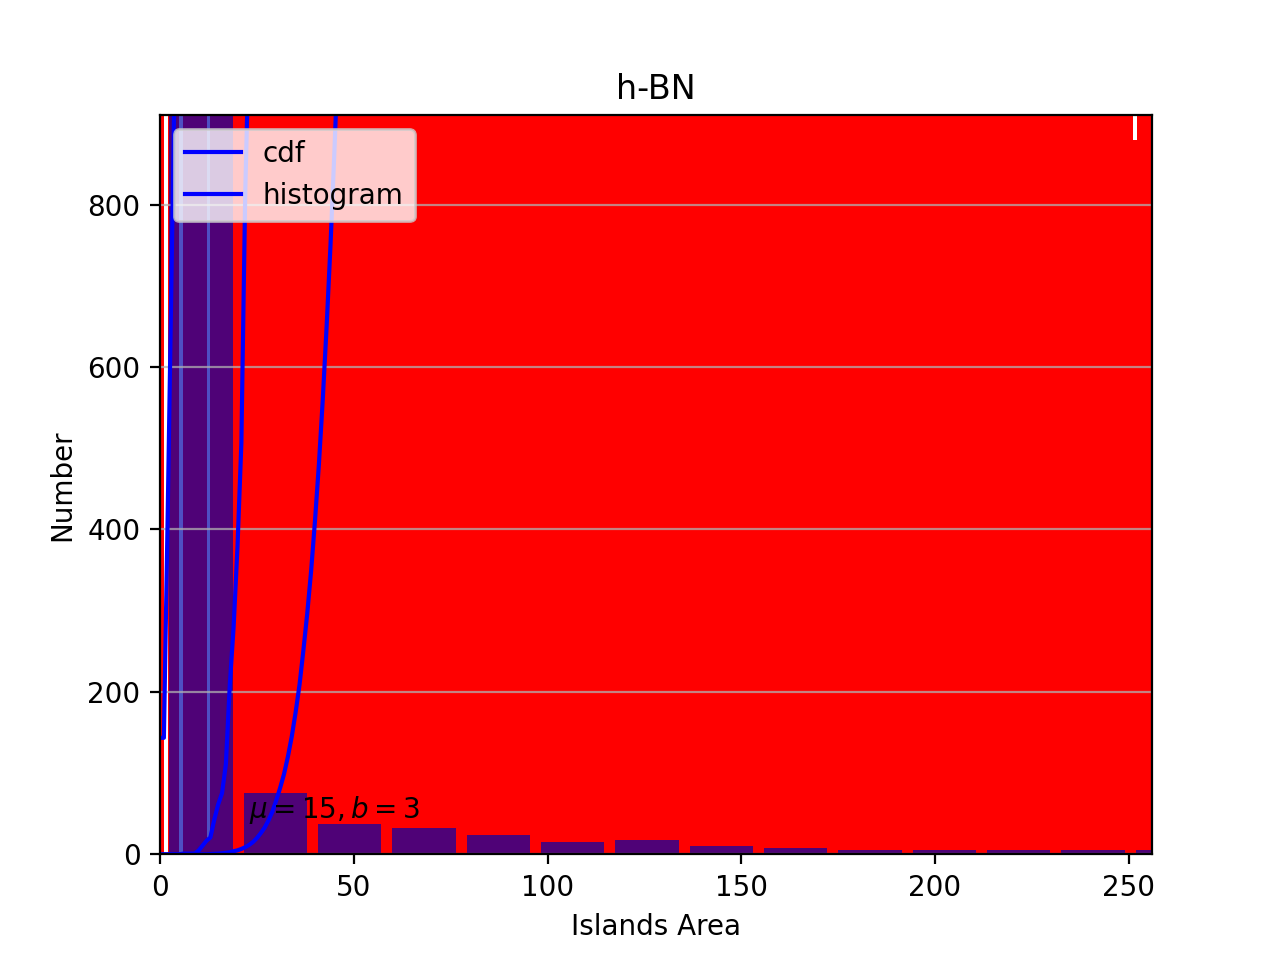 h-BN
cdf
histogram
800
600
400
200
0
Number
μ = 15, b = 3
0 50 100 150 200 250
Islands Area